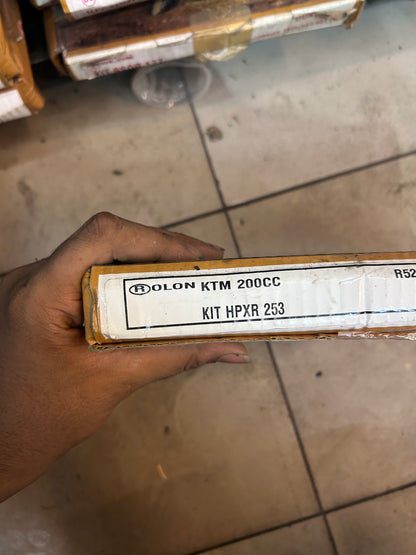 ROLON KTM 200CC R52
KIT HPXR 253